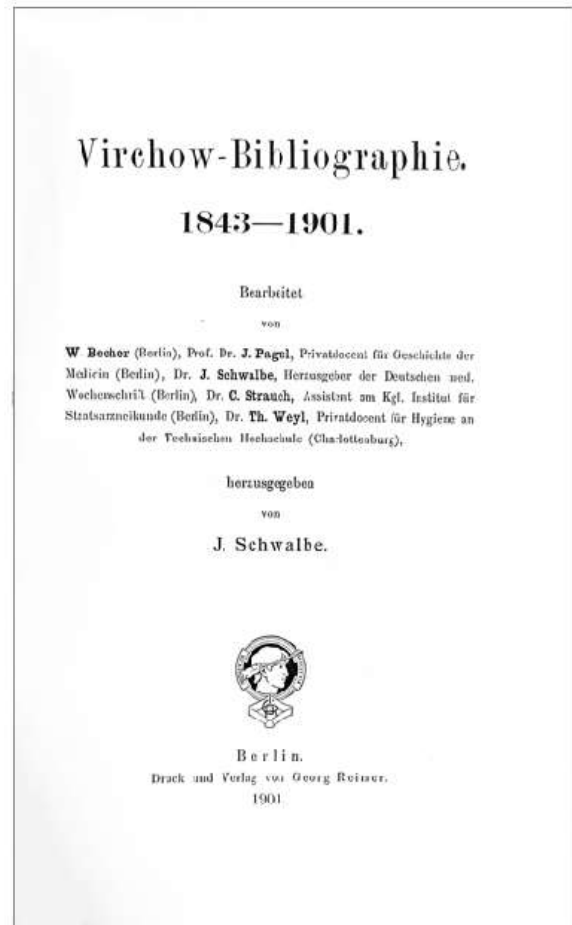 Virchow-Bibliographie.
1843—1901.
Bearbeitet
von
W. Becher (Berlin), Prof. Dr. J. Pagel, Privatdocent für Geschichte der
Medicin (Berlin), Dr. J. Schwalbe, Herausgeber der Deutschen med.
Wochenschrift (Berlin), Dr. C. Strauch, Assistent am Kgl. Institut für
Staatsarzneikunde (Berlin), Dr. Th. Weyl, Privatdocent für Hygiene an
der Technischen Hochschule (Charlottenburg),
herausgegeben
von
J. Schwalbe.
Berlin.
Druck und Verlag von Georg Reimer.
1901